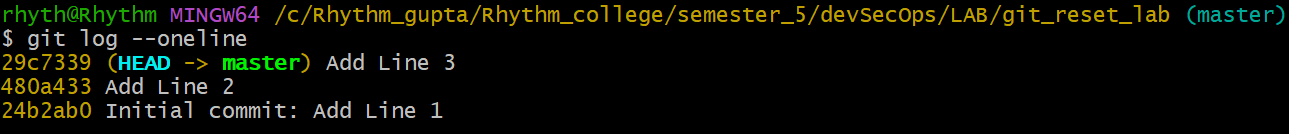 rhyth@Rhythm MINGW64 /c/Rhythm_gupta/Rhythm_college/semester_5/devSecOps/LAB/git_reset_lab (master)
$ git log --oneline
29c7339 (HEAD -> master) Add Line 3
480a433 Add Line 2
24b2ab0 Initial commit: Add Line 1